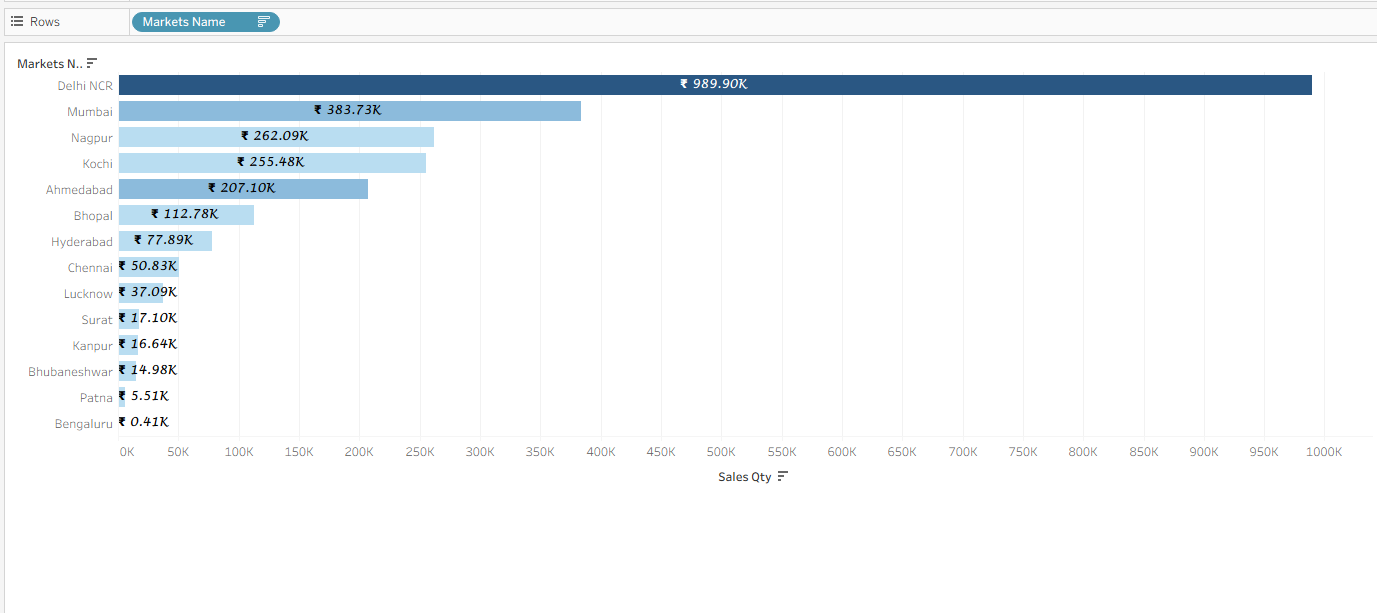 Rows Markets Name
Markets N..
Delhi NCR ₹ 989.90K
Mumbai ₹ 383.73K
Nagpur ₹ 262.09K
Kochi ₹ 255.48K
Ahmedabad ₹ 207.10K
Bhopal ₹ 112.78K
Hyderabad ₹ 77.89K
Chennai ₹ 50.83K
Lucknow ₹ 37.09K
Surat ₹ 17.10K
Kanpur ₹ 16.64K
Bhubaneshwar ₹ 14.98K
Patna ₹ 5.51K
Bengaluru ₹ 0.41K
0K 50K 100K 150K 200K 250K 300K 350K 400K 450K 500K 550K 600K 650K 700K 750K 800K 850K 900K 950K 1000K
Sales Qty